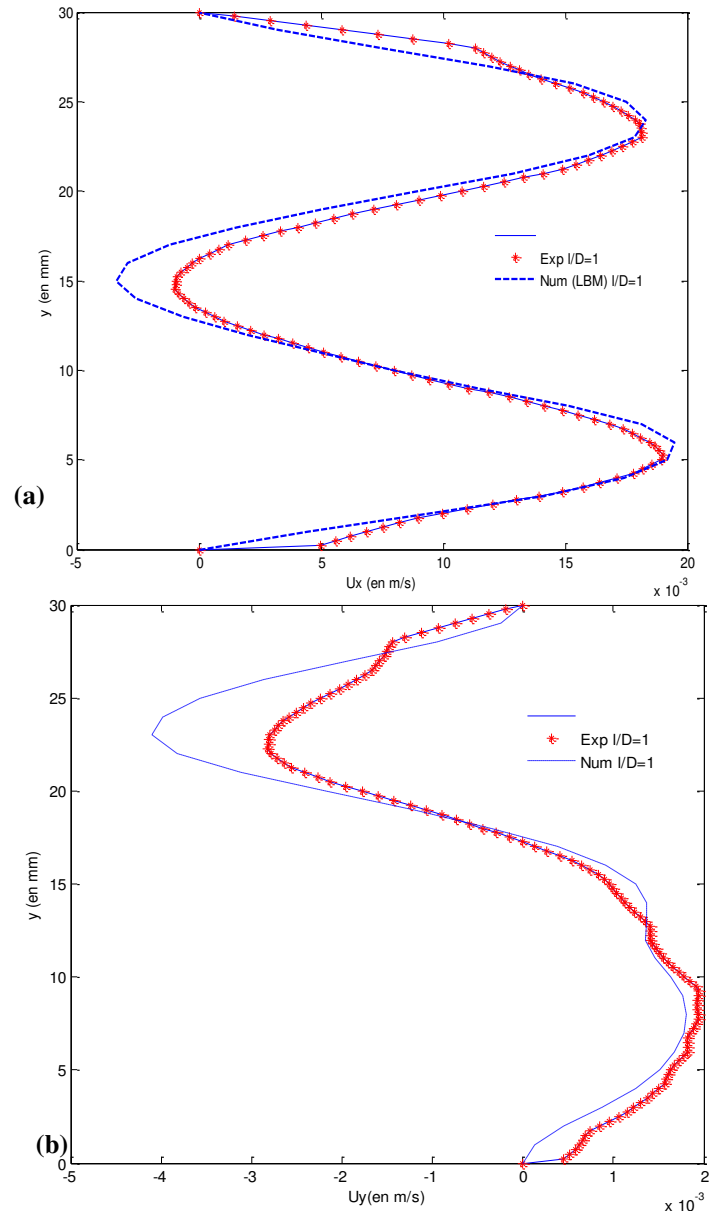 30
25
20
15
10
5
0
y (en mm)
Exp l/D=1
Num (LBM) l/D=1
(a)
-5 0 5 10 15 20
Ux (en m/s)
x 10⁻³
30
25
20
15
10
5
0
y (en mm)
Exp l/D=1
Num l/D=1
(b)
-5 -4 -3 -2 -1 0 1 2
Uy(en m/s)
x 10⁻³